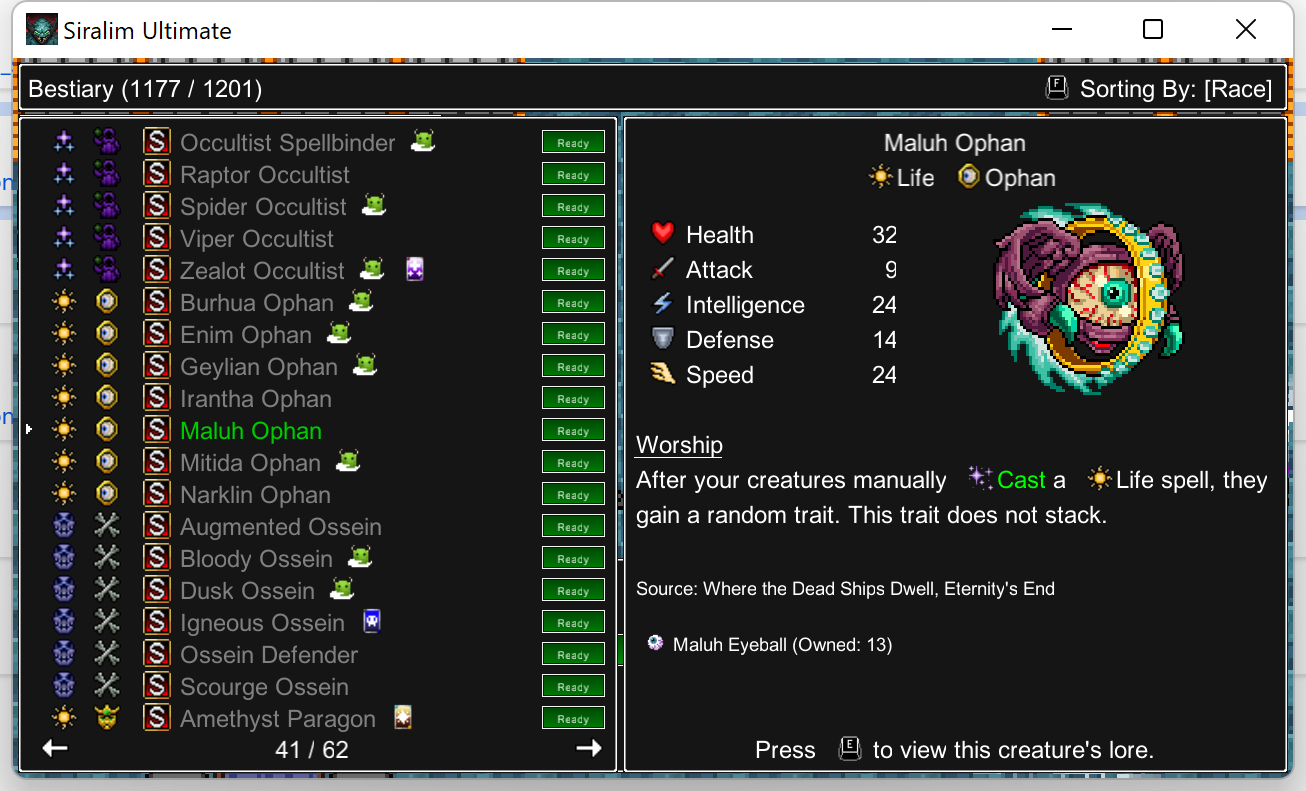 Siralim Ultimate
Bestiary (1177 / 1201)
F Sorting By: [Race]
S Occultist Spellbinder Ready
S Raptor Occultist Ready
S Spider Occultist Ready
S Viper Occultist Ready
S Zealot Occultist Ready
S Burhua Ophan Ready
S Enim Ophan Ready
S Geylian Ophan Ready
S Irantha Ophan Ready
S Maluh Ophan Ready
S Mitida Ophan Ready
S Narklin Ophan Ready
S Augmented Ossein Ready
S Bloody Ossein Ready
S Dusk Ossein Ready
S Igneous Ossein Ready
S Ossein Defender Ready
S Scourge Ossein Ready
S Amethyst Paragon Ready
41 / 62
Maluh Ophan
Life Ophan
Health 32
Attack 9
Intelligence 24
Defense 14
Speed 24
Worship
After your creatures manually Cast a Life spell, they
gain a random trait. This trait does not stack.
Source: Where the Dead Ships Dwell, Eternity's End
Maluh Eyeball (Owned: 13)
Press E to view this creature's lore.